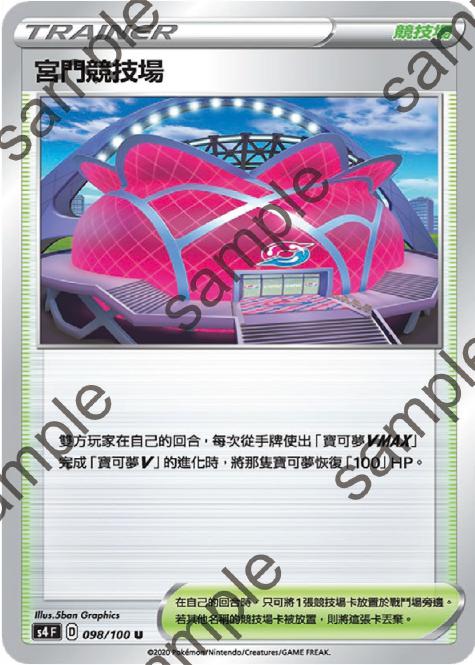 TRAINER 競技場
宮門競技場
雙方玩家在自己的回合，每次從手牌使出「寶可夢VMAX」
完成「寶可夢V」的進化時，將那隻寶可夢恢復「100」HP。
Illus.5ban Graphics
在自己的回合時，只可將1張競技場卡放置於戰鬥場旁邊。
若其他名稱的競技場卡被放置，則將這張卡丟棄。
s4 F D 098/100 U
©2020 Pokémon/Nintendo/Creatures/GAME FREAK.
sample
sample
sample
sample
sample
sample
sample